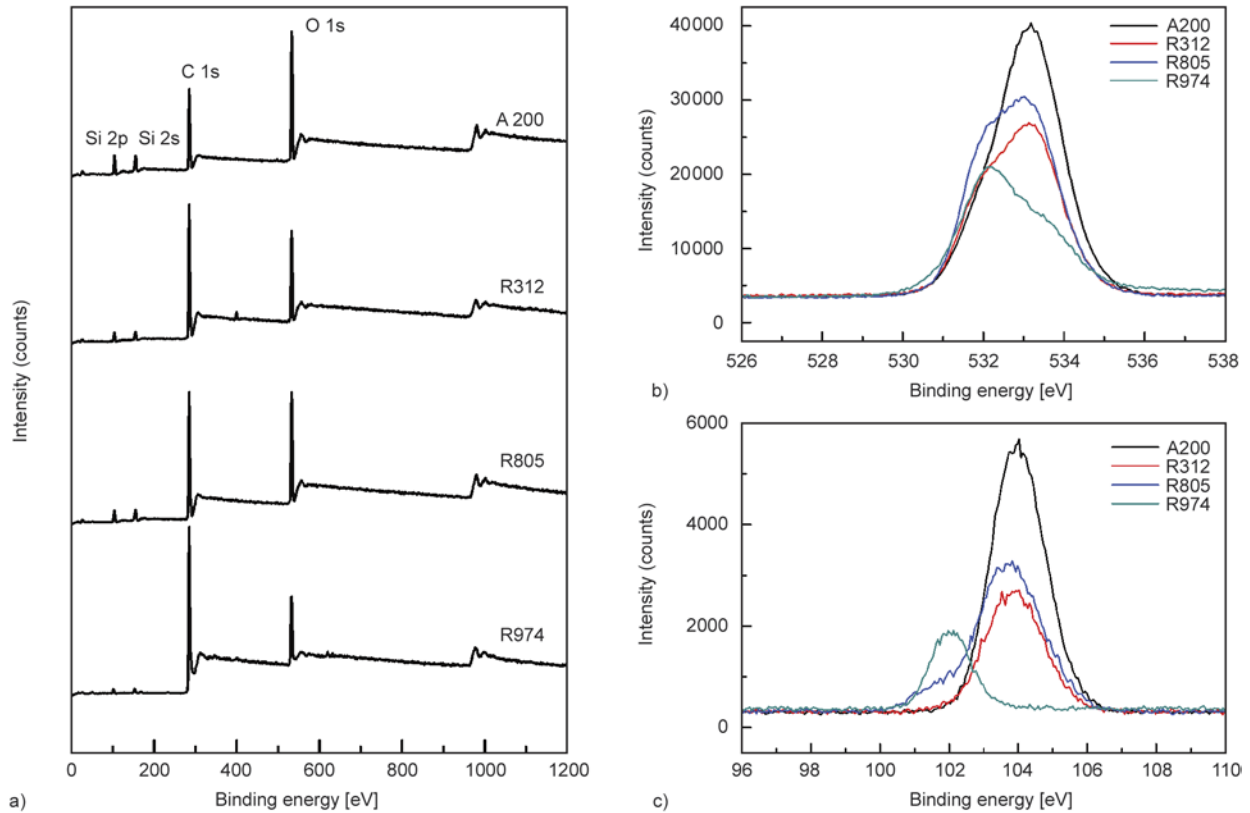 O 1s
C 1s
Si 2p Si 2s
A 200
R312
R805
R974
Intensity (counts)
0 200 400 600 800 1000 1200
Binding energy [eV]
a)
40000
30000
20000
10000
0
Intensity (counts)
A200
R312
R805
R974
526 528 530 532 534 536 538
Binding energy [eV]
b)
6000
4000
2000
0
Intensity (counts)
A200
R312
R805
R974
96 98 100 102 104 106 108 110
Binding energy [eV]
c)